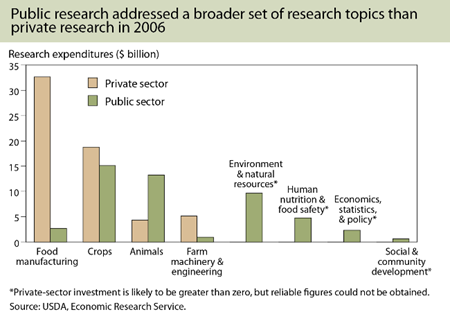 Public research addressed a broader set of research topics than
private research in 2006
Research expenditures ($ billion)
35
30
25
20
15
10
5
0
Private sector
Public sector
Environment
& natural
resources*
Human
nutrition &
food safety*
Economics,
statistics,
& policy*
Food
manufacturing
Crops
Animals
Farm
machinery &
engineering
Social &
community
development*
*Private-sector investment is likely to be greater than zero, but reliable figures could not be obtained.
Source: USDA, Economic Research Service.